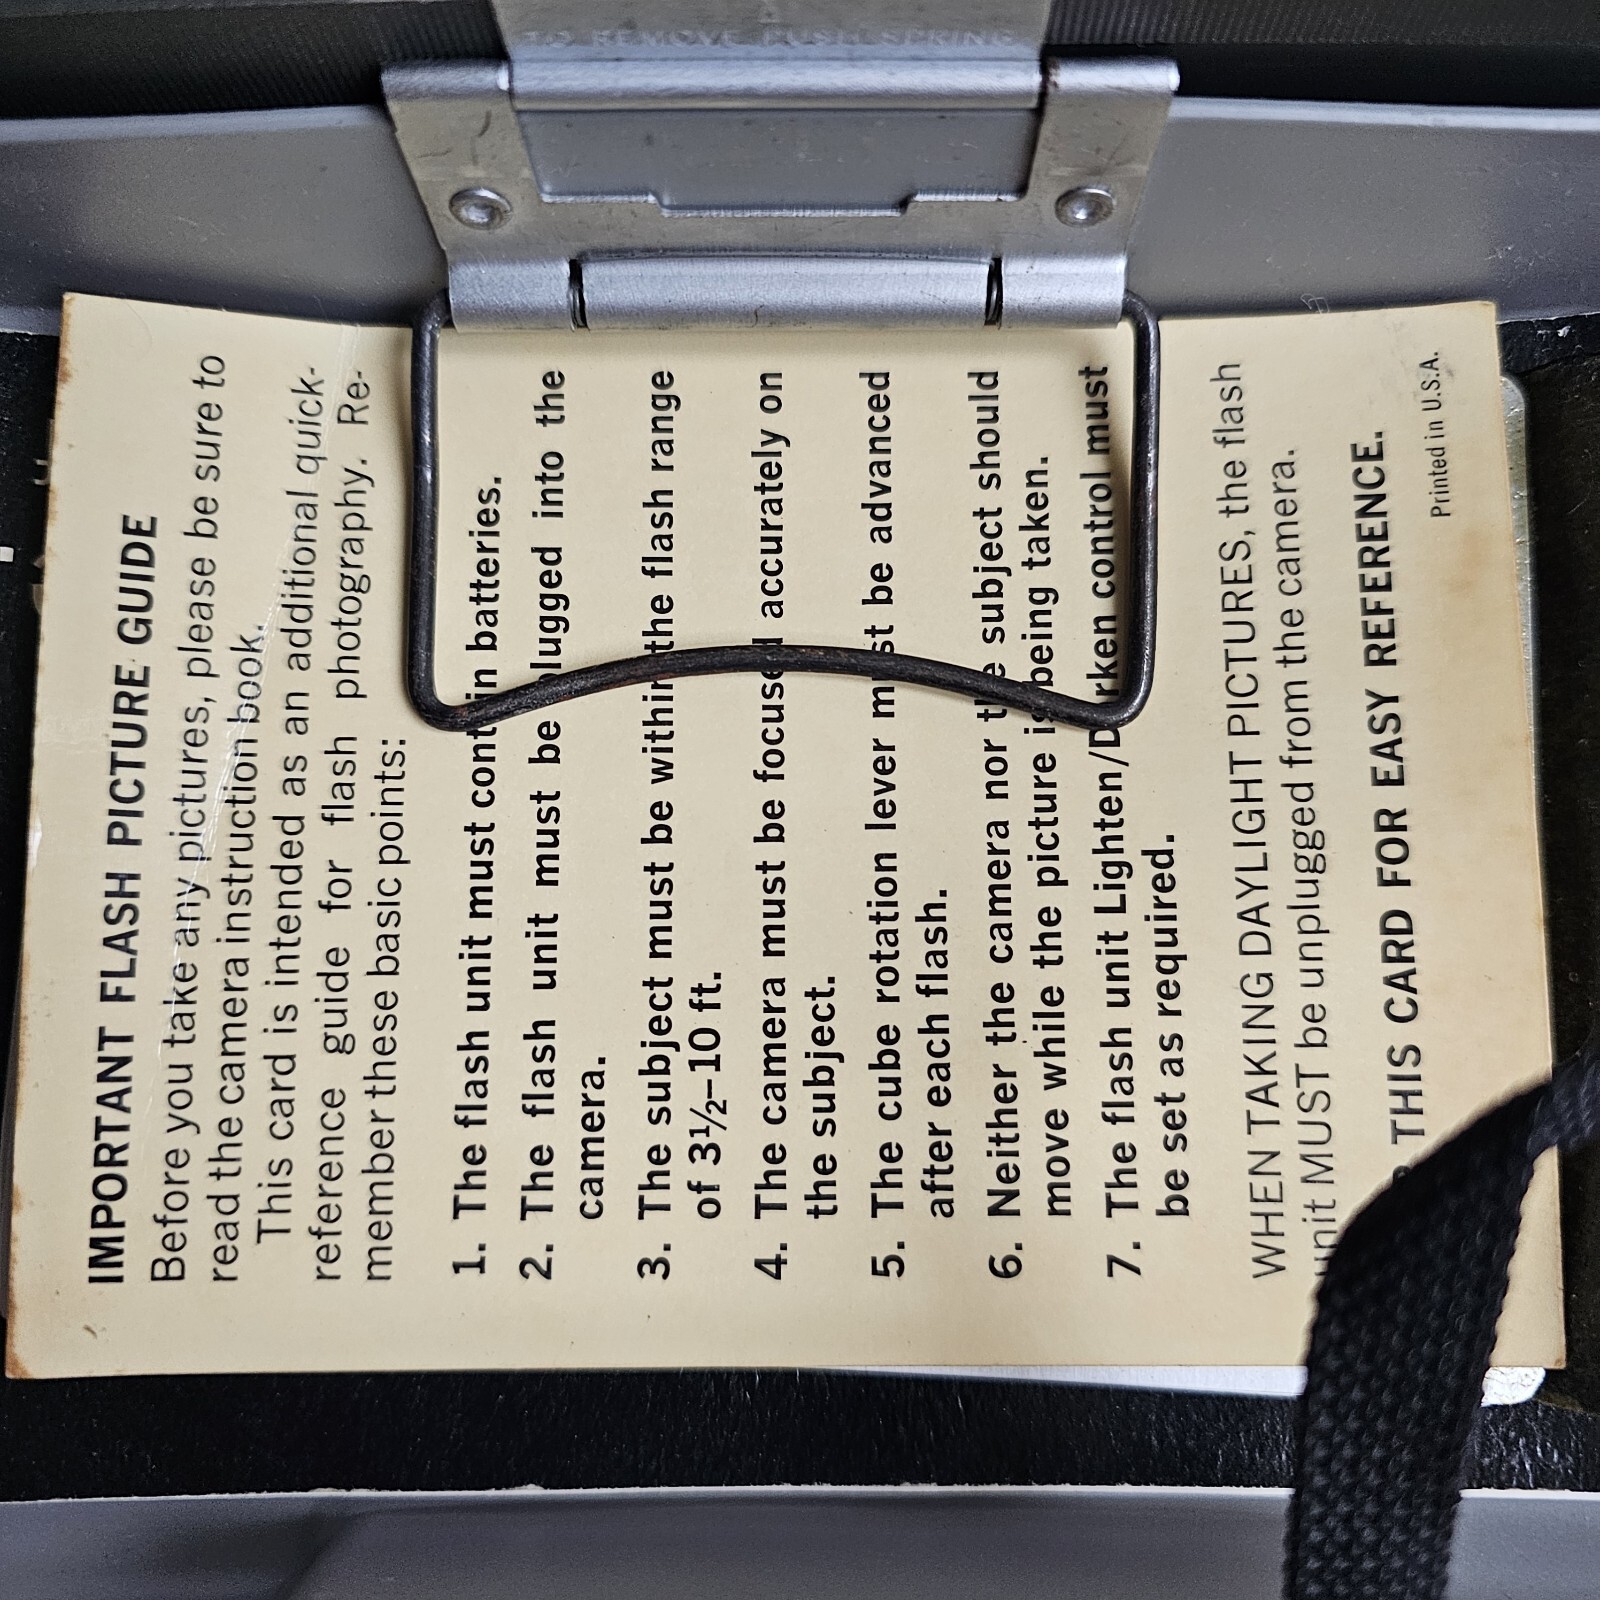 TO REMOVE PUSH SPRING
IMPORTANT FLASH PICTURE GUIDE
Before you take any pictures, please be sure to
read the camera instruction book.
This card is intended as an additional quick-
reference guide for flash photography. Re-
member these basic points:
1. The flash unit must contain batteries.
2. The flash unit must be plugged into the
camera.
3. The subject must be within the flash range
of 3½–10 ft.
4. The camera must be focused accurately on
the subject.
5. The cube rotation lever must be advanced
after each flash.
6. Neither the camera nor the subject should
move while the picture is being taken.
7. The flash unit Lighten/Darken control must
be set as required.
WHEN TAKING DAYLIGHT PICTURES, the flash
unit MUST be unplugged from the camera.
THIS CARD FOR EASY REFERENCE.
Printed in U.S.A.